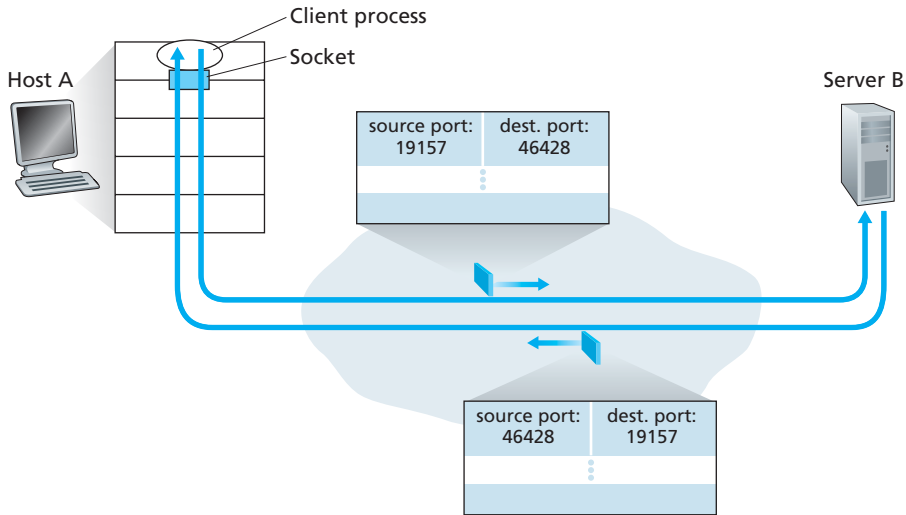 Client process
Socket
Host A
Server B
source port:
19157
dest. port:
46428
source port:
46428
dest. port:
19157